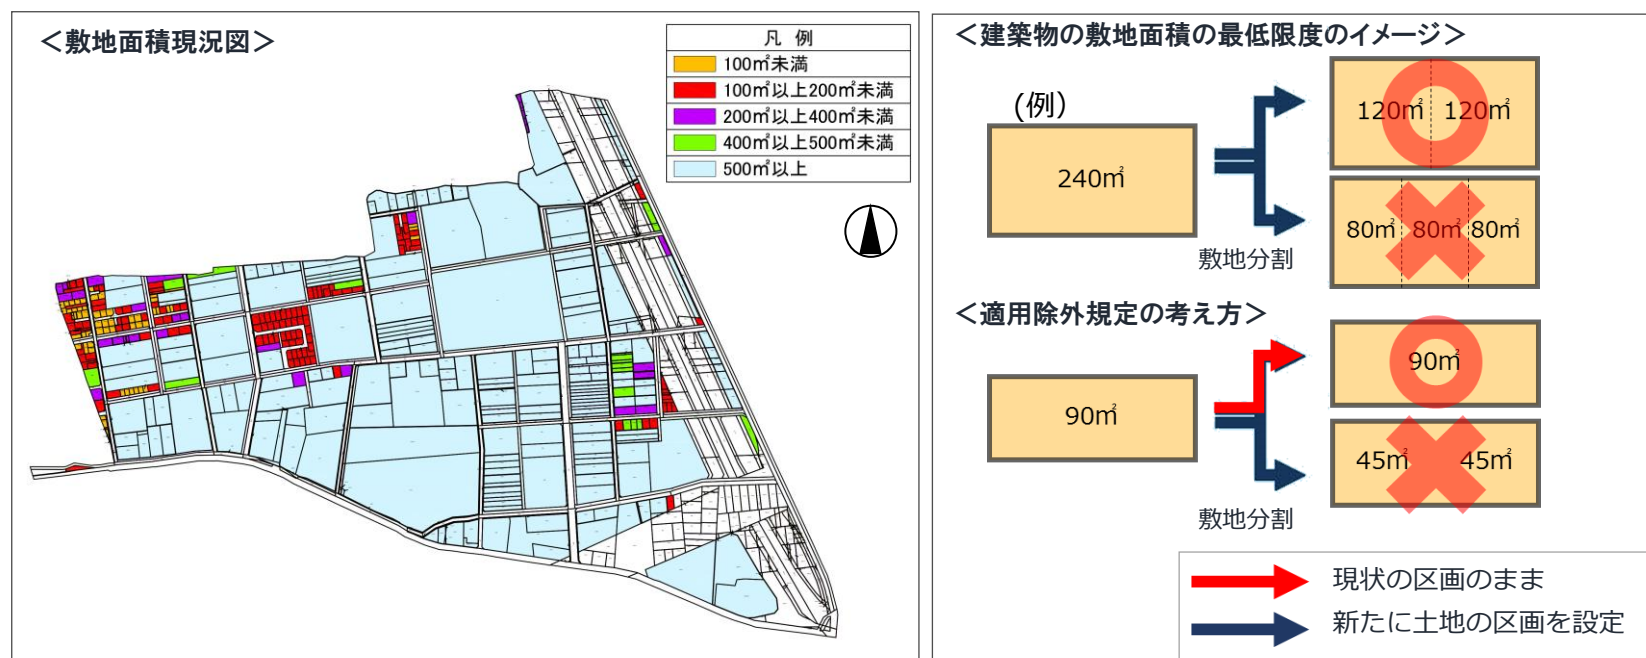 ＜敷地面積現況図＞
凡 例
100㎡未満
100㎡以上200㎡未満
200㎡以上400㎡未満
400㎡以上500㎡未満
500㎡以上
＜建築物の敷地面積の最低限度のイメージ＞
(例）
240㎡
敷地分割
120㎡ 120㎡
80㎡ 80㎡ 80㎡
＜適用除外規定の考え方＞
90㎡
敷地分割
90㎡
45㎡ 45㎡
現状の区画のまま
新たに土地の区画を設定